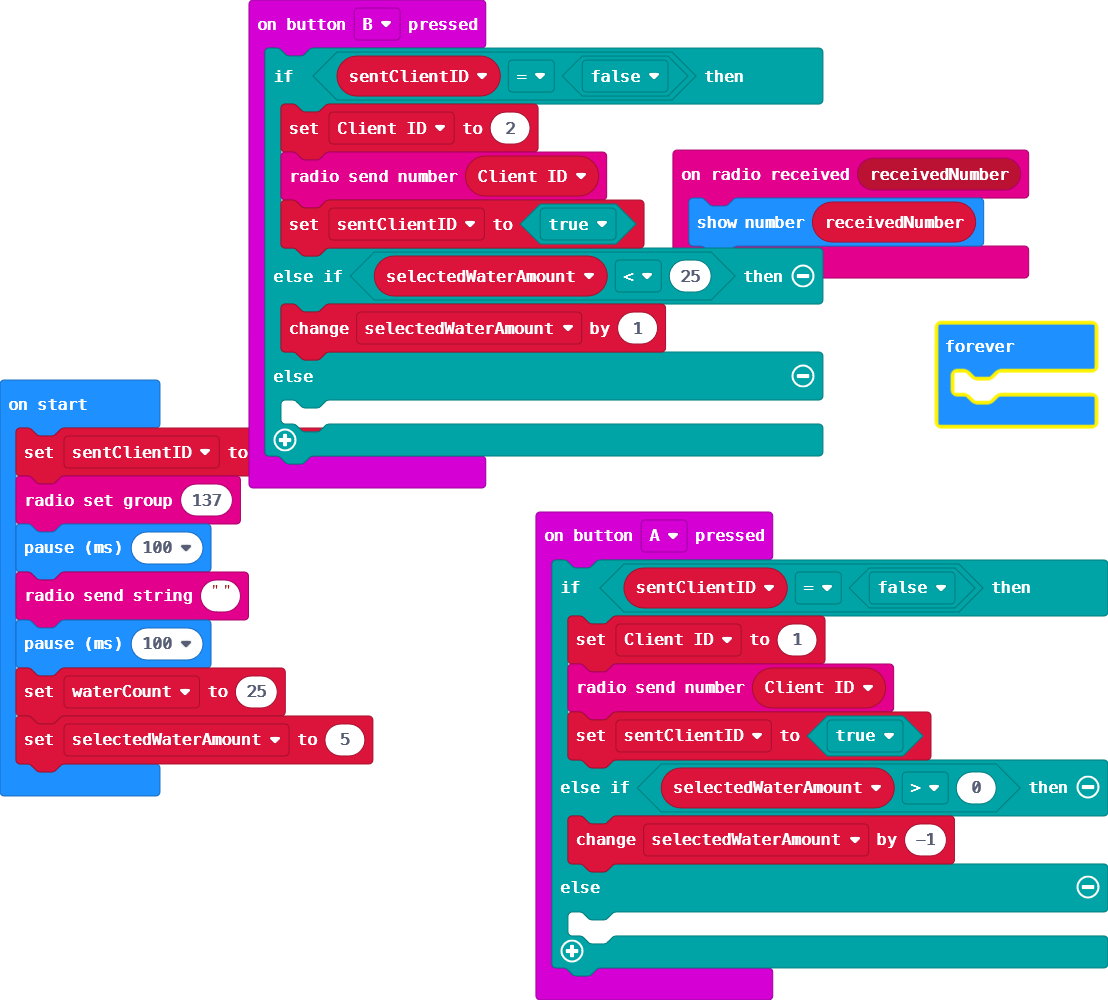 on button B pressed
if sentClientID = false then
set Client ID to 2
radio send number Client ID
set sentClientID to true
else if selectedWaterAmount < 25 then
change selectedWaterAmount by 1
else
on radio received receivedNumber
show number receivedNumber
forever
on start
set sentClientID to
radio set group 137
pause (ms) 100
radio send string " "
pause (ms) 100
set waterCount to 25
set selectedWaterAmount to 5
on button A pressed
if sentClientID = false then
set Client ID to 1
radio send number Client ID
set sentClientID to true
else if selectedWaterAmount > 0 then
change selectedWaterAmount by −1
else